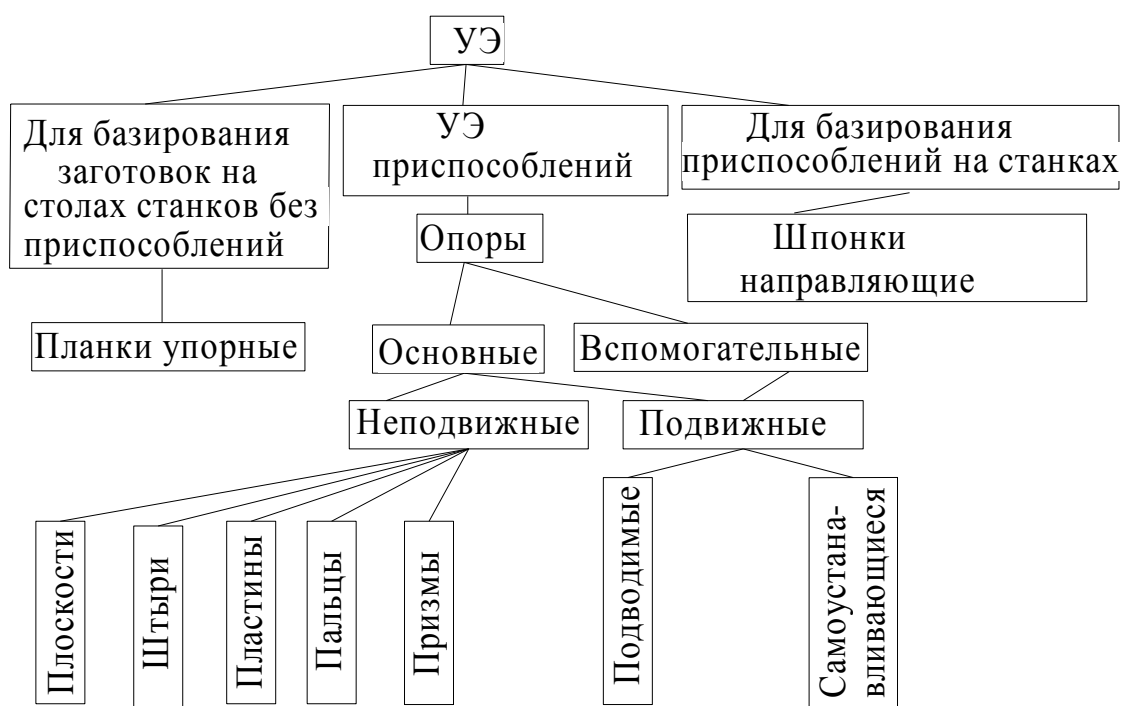 УЭ
Для базирования
заготовок на
столах станков без
приспособлений
УЭ
приспособлений
Для базирования
приспособлений на станках
Опоры
Шпонки
направляющие
Планки упорные
Основные
Вспомогательные
Неподвижные
Подвижные
Плоскости
Штыри
Пластины
Пальцы
Призмы
Подводимые
Самоустана-
вливающиеся